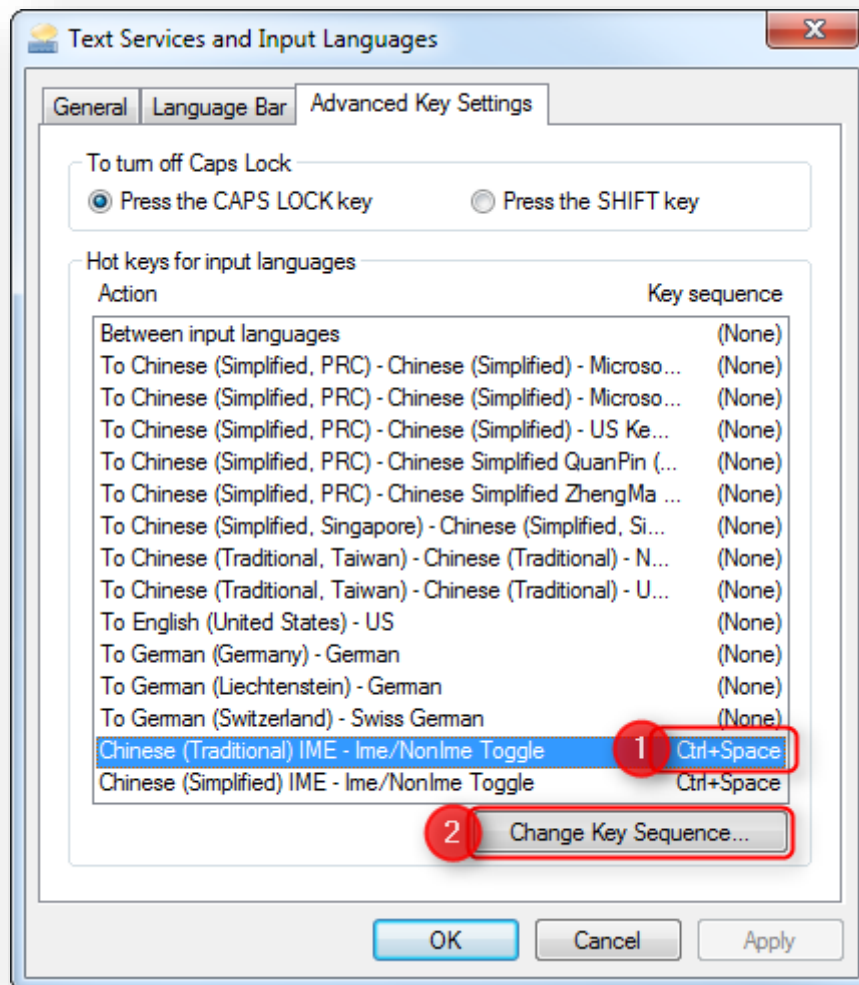 Text Services and Input Languages
General Language Bar Advanced Key Settings
To turn off Caps Lock
Press the CAPS LOCK key Press the SHIFT key
Hot keys for input languages
Action Key sequence
Between input languages (None)
To Chinese (Simplified, PRC) - Chinese (Simplified) - Microso... (None)
To Chinese (Simplified, PRC) - Chinese (Simplified) - Microso... (None)
To Chinese (Simplified, PRC) - Chinese (Simplified) - US Ke... (None)
To Chinese (Simplified, PRC) - Chinese Simplified QuanPin (... (None)
To Chinese (Simplified, PRC) - Chinese Simplified ZhengMa ... (None)
To Chinese (Simplified, Singapore) - Chinese (Simplified, Si... (None)
To Chinese (Traditional, Taiwan) - Chinese (Traditional) - N... (None)
To Chinese (Traditional, Taiwan) - Chinese (Traditional) - U... (None)
To English (United States) - US (None)
To German (Germany) - German (None)
To German (Liechtenstein) - German (None)
To German (Switzerland) - Swiss German (None)
Chinese (Traditional) IME - Ime/NonIme Toggle 1 Ctrl+Space
Chinese (Simplified) IME - Ime/NonIme Toggle Ctrl+Space
2 Change Key Sequence...
OK Cancel Apply